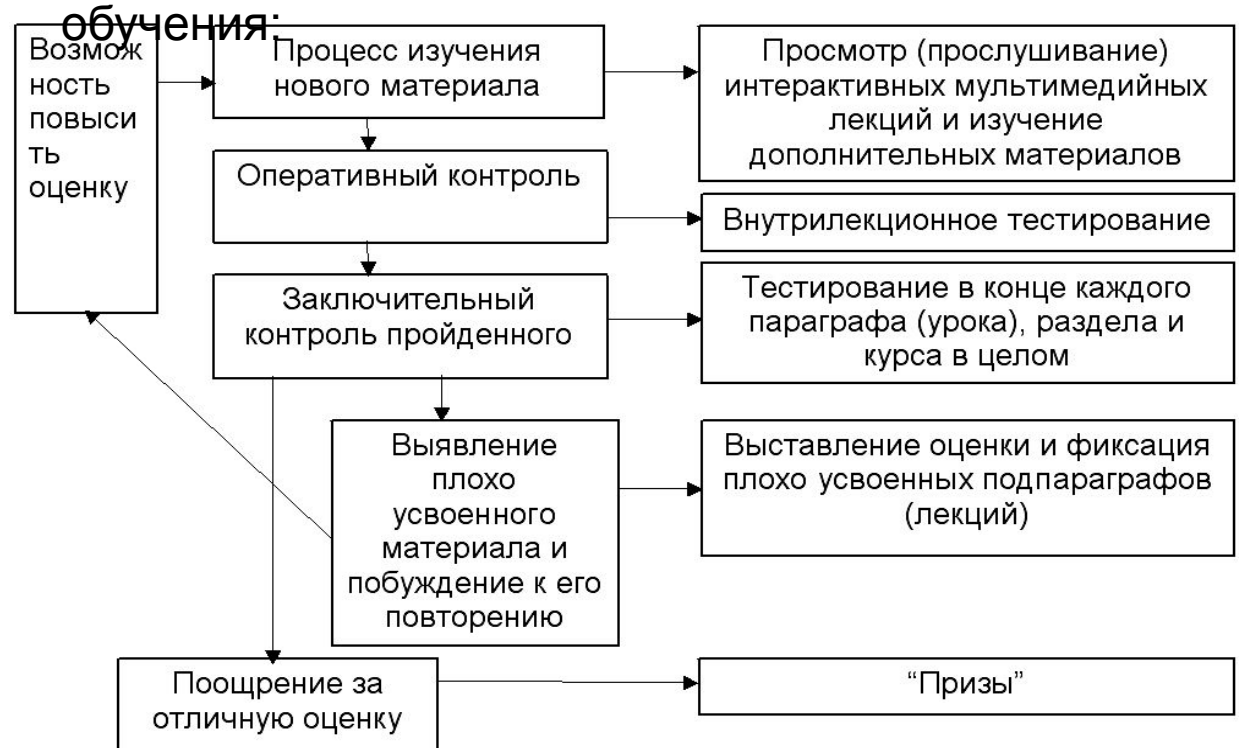 обучения:
Возмож
ность
повыси
ть
оценку
Процесс изучения
нового материала
Просмотр (прослушивание)
интерактивных мультимедийных
лекций и изучение
дополнительных материалов
Оперативный контроль
Внутрилекционное тестирование
Заключительный
контроль пройденного
Тестирование в конце каждого
параграфа (урока), раздела и
курса в целом
Выявление
плохо
усвоенного
материала и
побуждение к его
повторению
Выставление оценки и фиксация
плохо усвоенных подпараграфов
(лекций)
Поощрение за
отличную оценку
“Призы”